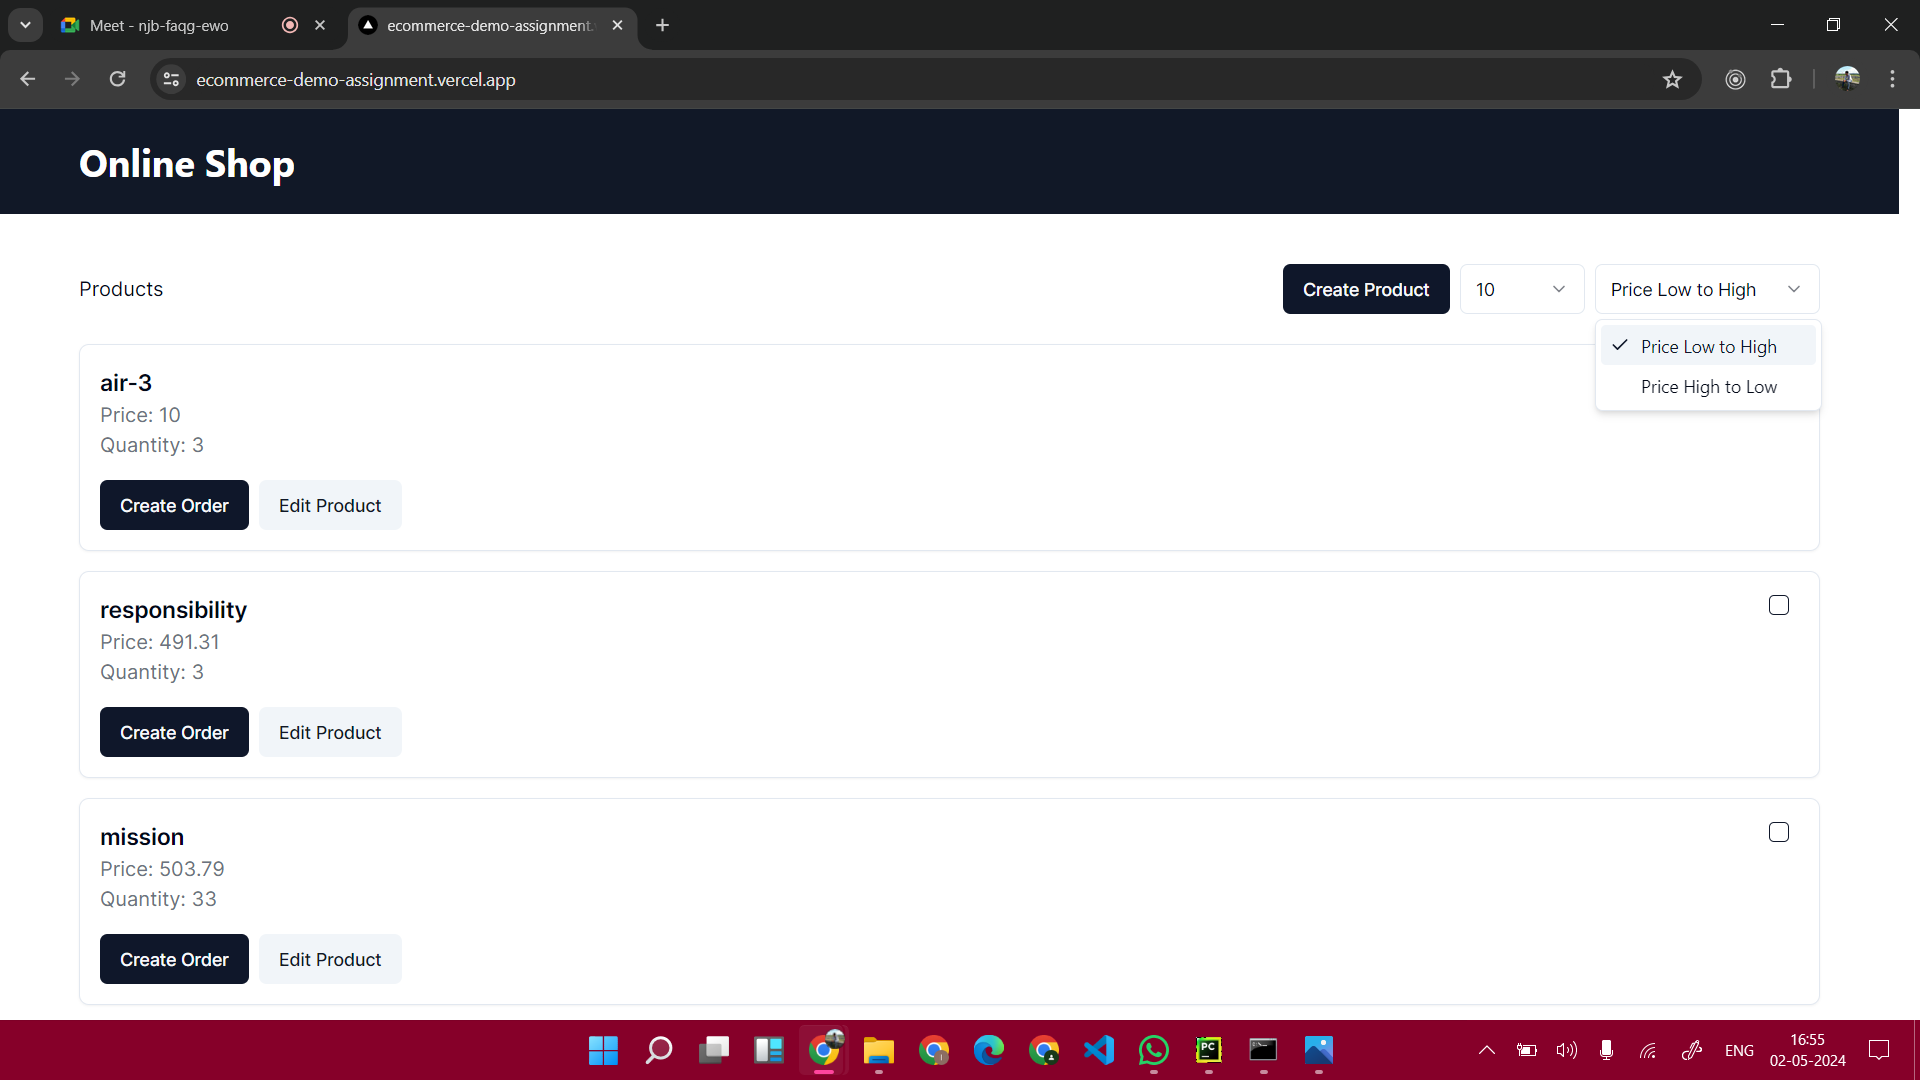 Meet - njb-faqg-ewo
ecommerce-demo-assignment.
ecommerce-demo-assignment.vercel.app
Online Shop
Products
Create Product
10
Price Low to High
Price Low to High
Price High to Low
air-3
Price: 10
Quantity: 3
Create Order
Edit Product
responsibility
Price: 491.31
Quantity: 3
Create Order
Edit Product
mission
Price: 503.79
Quantity: 33
Create Order
Edit Product
PC
ENG
16:55
02-05-2024